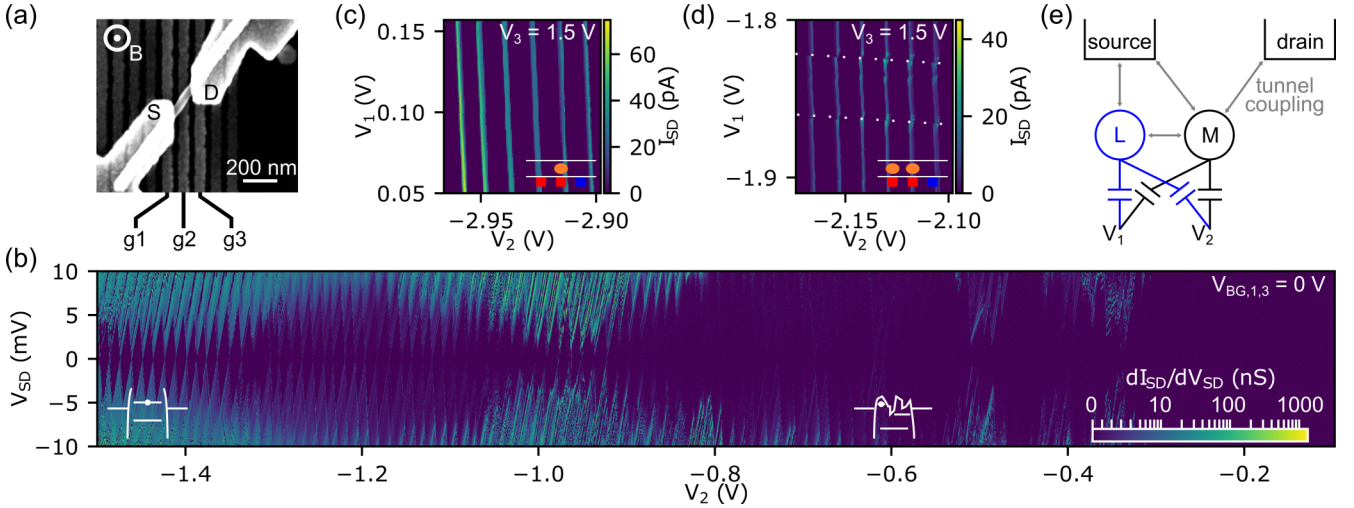 (a)
B
S
D
200 nm
g1 g2 g3
(c)
V₃ = 1.5 V
0.15
0.10
0.05
V₁ (V)
−2.95 −2.90
V₂ (V)
60
40
20
0
I_SD (pA)
(d)
V₃ = 1.5 V
−1.8
−1.9
V₁ (V)
−2.15 −2.10
V₂ (V)
40
20
0
I_SD (pA)
(e)
source drain
tunnel
coupling
L M
V₁ V₂
(b)
10
5
0
−5
−10
V_SD (mV)
V_BG,1,3 = 0 V
dI_SD/dV_SD (nS)
0 10 100 1000
−1.4 −1.2 −1.0 −0.8 −0.6 −0.4 −0.2
V₂ (V)